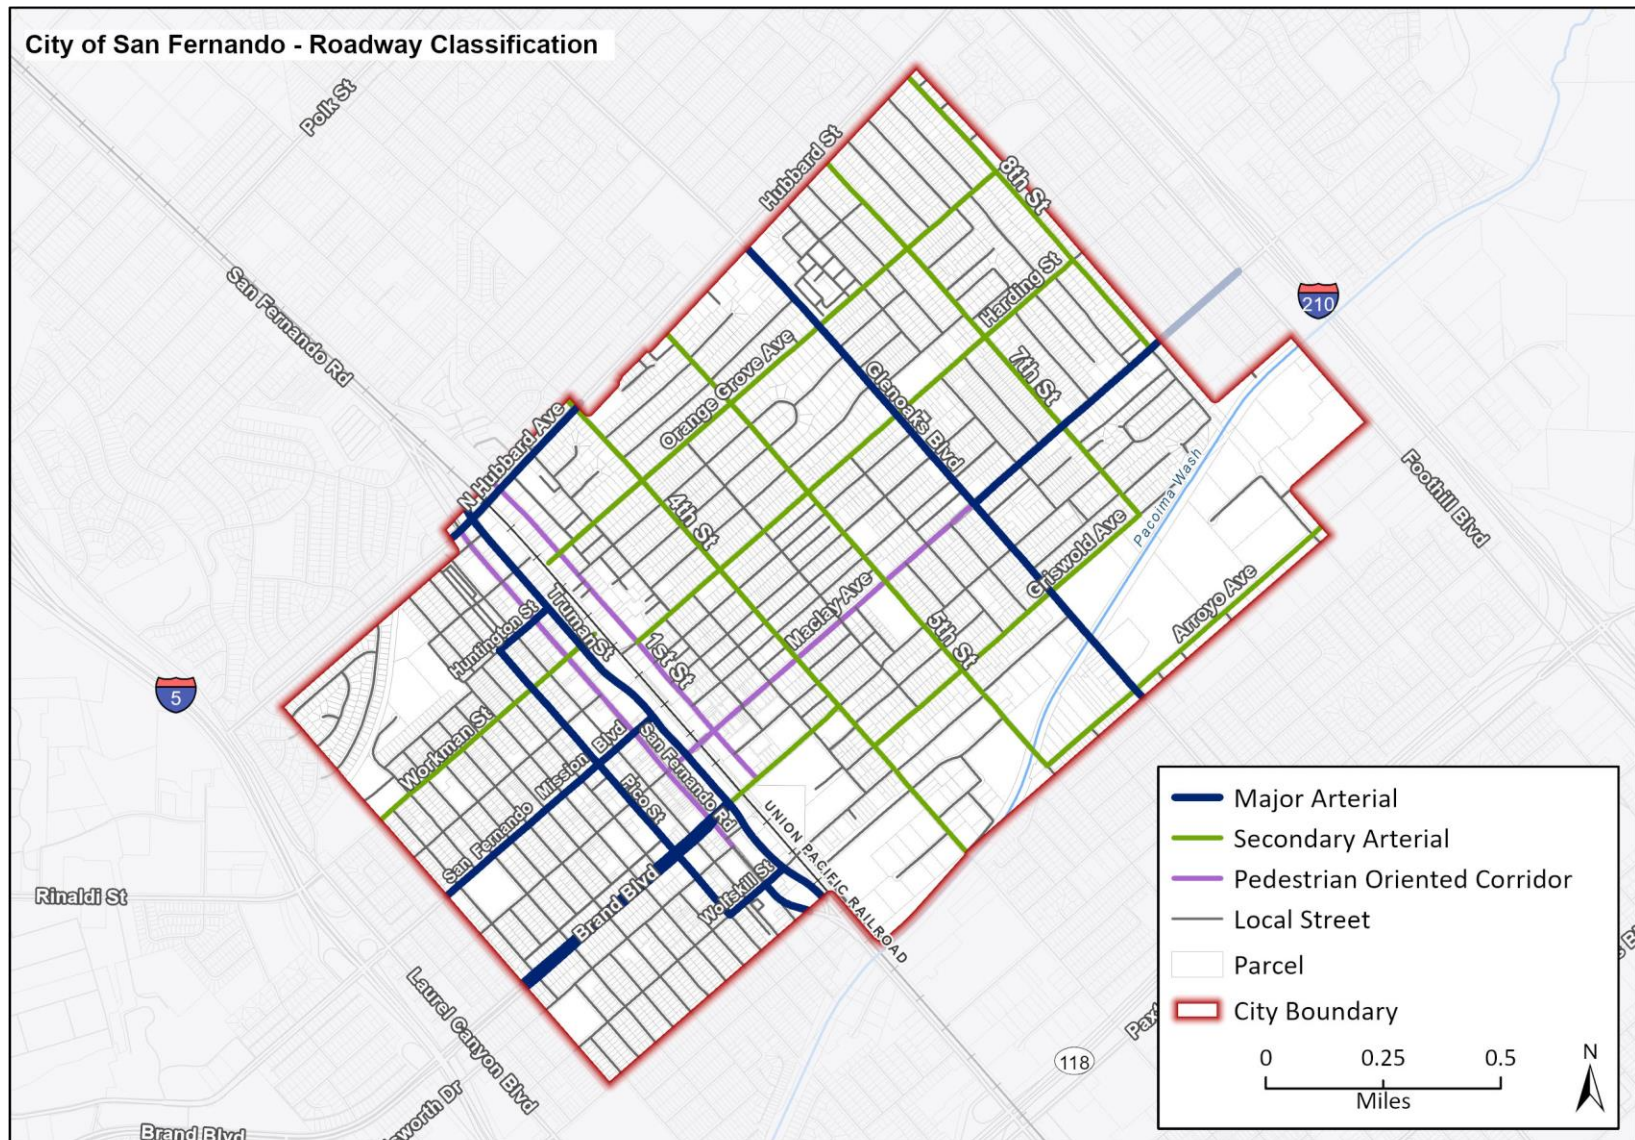 City of San Fernando - Roadway Classification
Polk St
Hubbard St
8th St
San Fernando Rd
Harding St
210
Orange Grove Ave
7th St
Glenoaks Blvd
N Hubbard Ave
Foothill Blvd
4th St
Pacoima Wash
Griswold Ave
Truman St
Maclay Ave
Huntington St
1st St
5th St
Arroyo Ave
5
Workman St
San Fernando Mission Blvd
San Fernando Rd
Pico St
UNION PACIFIC RAILROAD
Brand Blvd
Wolfskill St
Rinaldi St
Laurel Canyon Blvd
118
Brand Blvd
Major Arterial
Secondary Arterial
Pedestrian Oriented Corridor
Local Street
Parcel
City Boundary
0 0.25 0.5
Miles
N